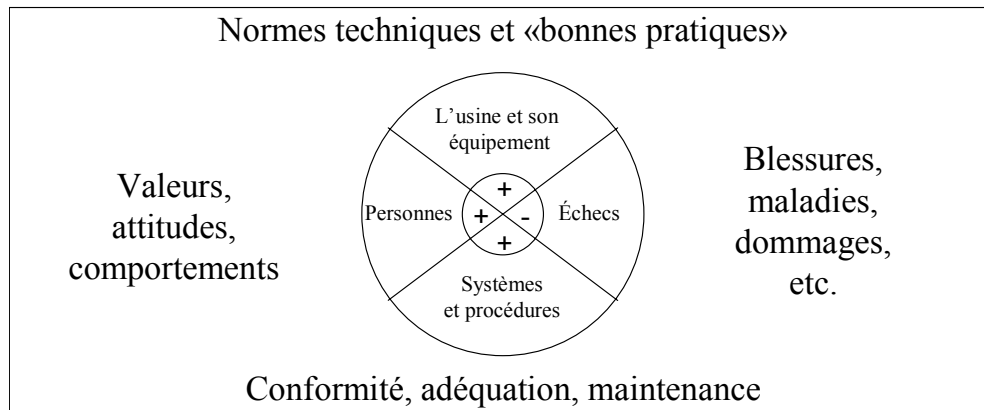 Normes techniques et «bonnes pratiques»
L’usine et son
équipement
Valeurs,
attitudes,
comportements
Personnes
+
+ -
+
Échecs
Blessures,
maladies,
dommages,
etc.
Systèmes
et procédures
Conformité, adéquation, maintenance